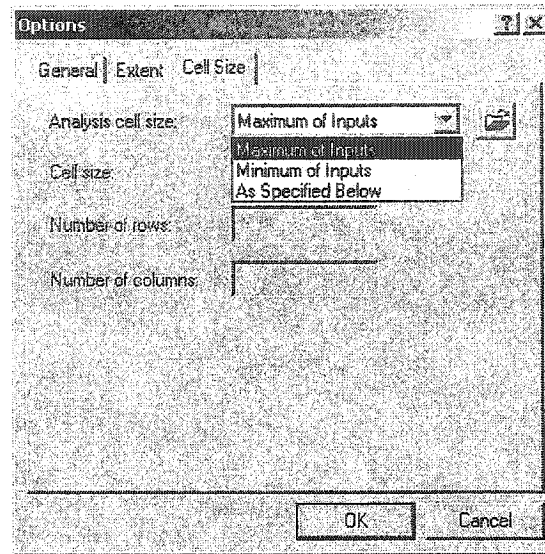 Options
General Extent Cell Size
Analysis cell size: Maximum of Inputs
Maximum of Inputs
Cell size: Minimum of Inputs
As Specified Below
Number of rows:
Number of columns:
OK Cancel